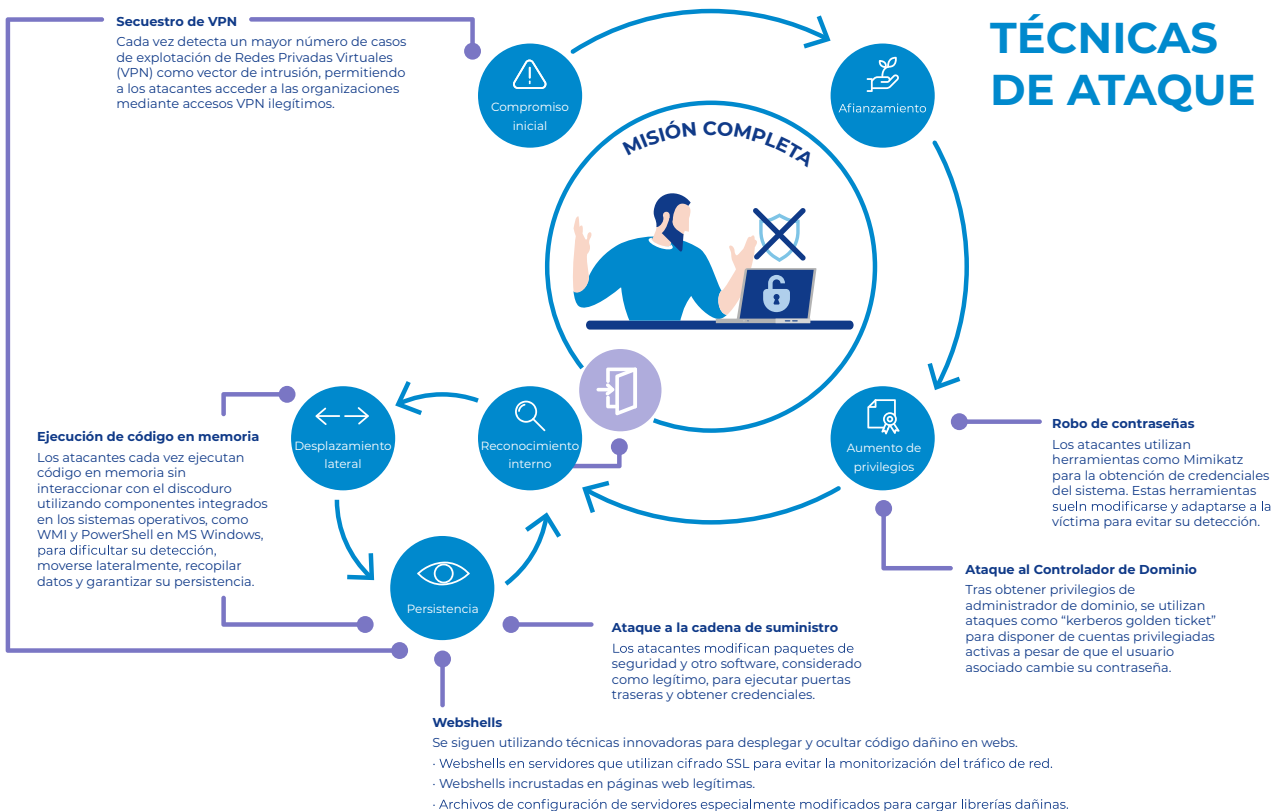 TÉCNICAS
DE ATAQUE
Secuestro de VPN
Cada vez detecta un mayor número de casos
de explotación de Redes Privadas Virtuales
(VPN) como vector de intrusión, permitiendo
a los atacantes acceder a las organizaciones
mediante accesos VPN ilegítimos.
Compromiso
inicial
Afianzamiento
MISIÓN COMPLETA
Desplazamiento
lateral
Reconocimiento
interno
Aumento de
privilegios
Ejecución de código en memoria
Los atacantes cada vez ejecutan
código en memoria sin
interaccionar con el discoduro
utilizando componentes integrados
en los sistemas operativos, como
WMI y PowerShell en MS Windows,
para dificultar su detección,
moverse lateralmente, recopilar
datos y garantizar su persistencia.
Robo de contraseñas
Los atacantes utilizan
herramientas como Mimikatz
para la obtención de credenciales
del sistema. Estas herramientas
sueln modificarse y adaptarse a la
víctima para evitar su detección.
Persistencia
Ataque al Controlador de Dominio
Tras obtener privilegios de
administrador de dominio, se utilizan
ataques como “kerberos golden ticket”
para disponer de cuentas privilegiadas
activas a pesar de que el usuario
asociado cambie su contraseña.
Ataque a la cadena de suministro
Los atacantes modifican paquetes de
seguridad y otro software, considerado
como legítimo, para ejecutar puertas
traseras y obtener credenciales.
Webshells
Se siguen utilizando técnicas innovadoras para desplegar y ocultar código dañino en webs.
· Webshells en servidores que utilizan cifrado SSL para evitar la monitorización del tráfico de red.
· Webshells incrustadas en páginas web legítimas.
· Archivos de configuración de servidores especialmente modificados para cargar librerías dañinas.